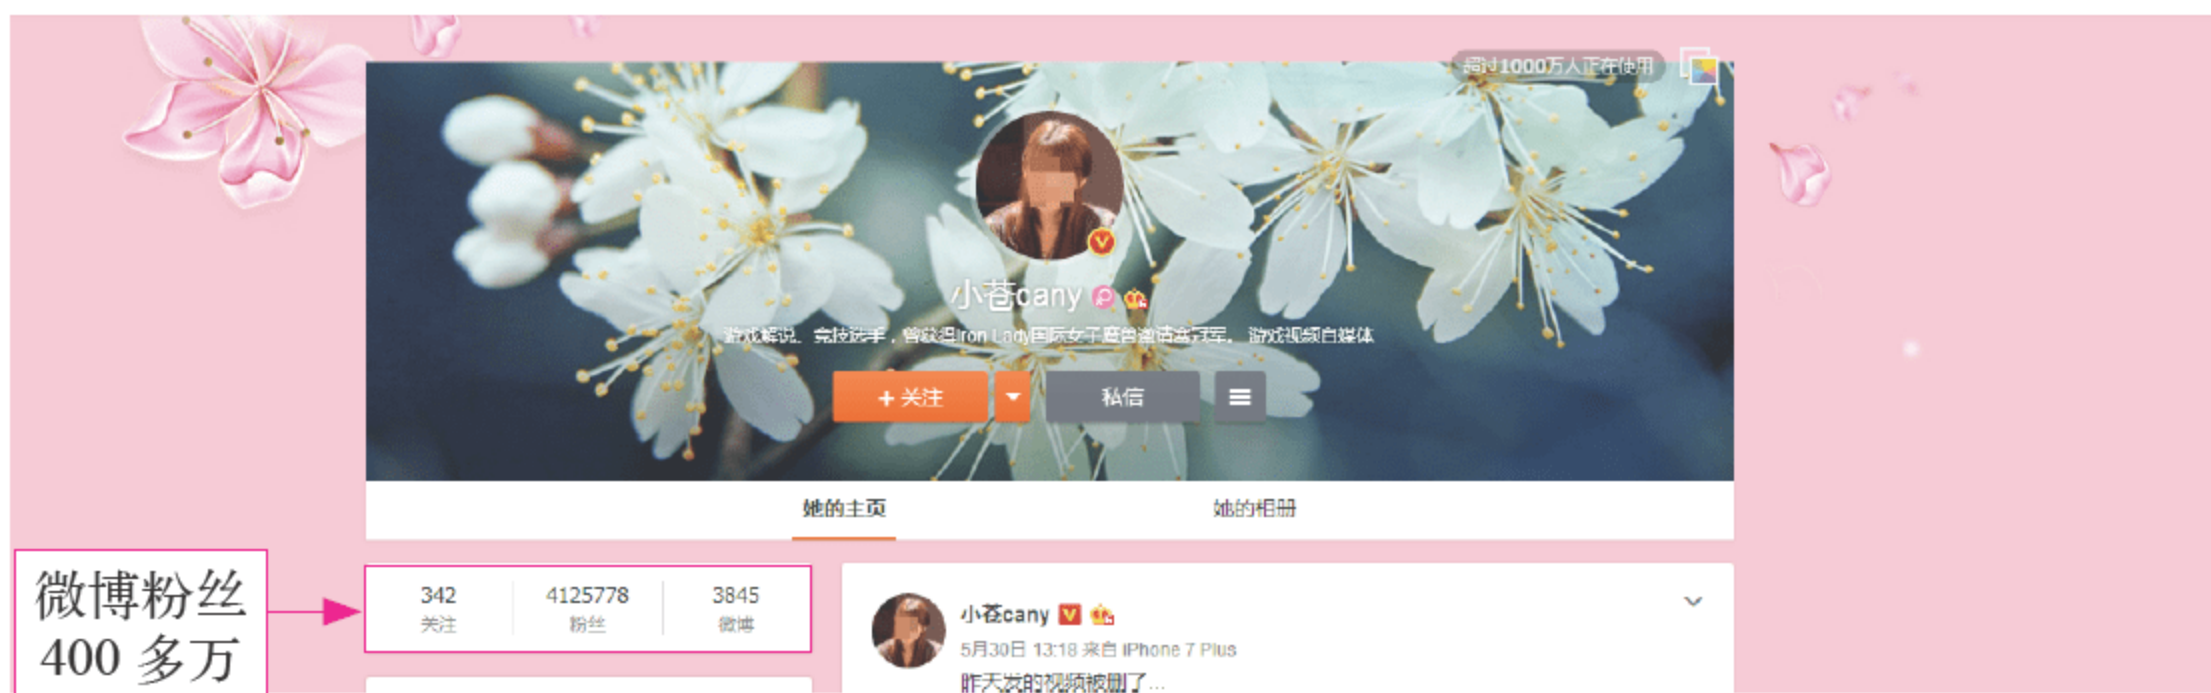 超过1000万人正在使用
小苍cany
游戏解说。竞技选手，曾获得Iron Lady国际女子魔兽邀请赛冠军。 游戏视频自媒体
+关注
私信
她的主页
她的相册
微博粉丝
400 多万
342
关注
4125778
粉丝
3845
微博
小苍cany
5月30日 13:18 来自 iPhone 7 Plus
昨天发的视频被删了...